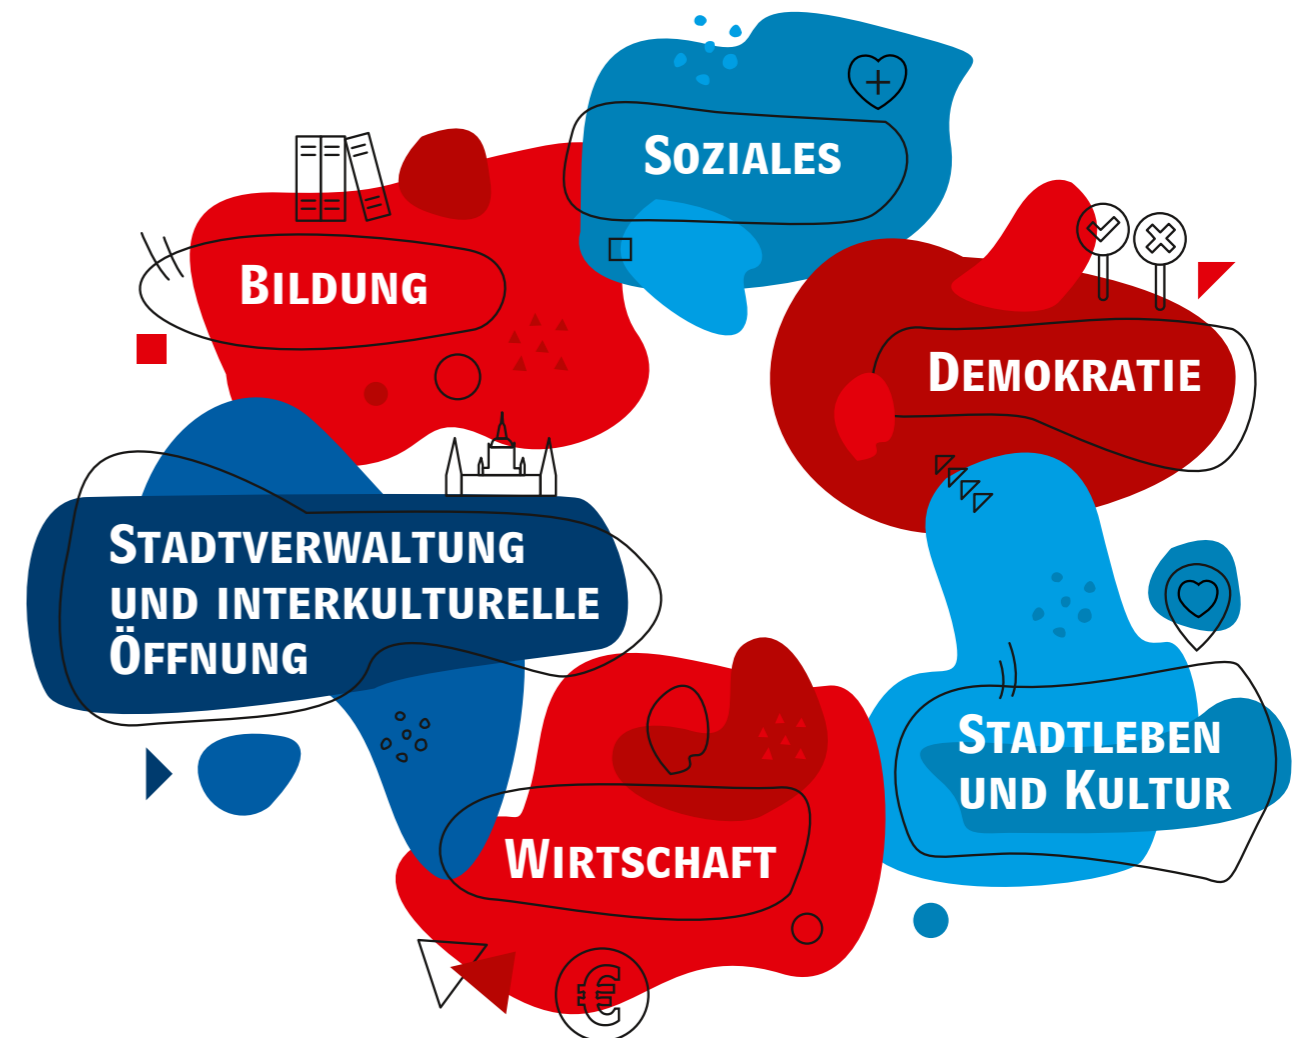 Soziales
Bildung
Demokratie
Stadtverwaltung
und interkulturelle
Öffnung
Stadtleben
und Kultur
Wirtschaft
€